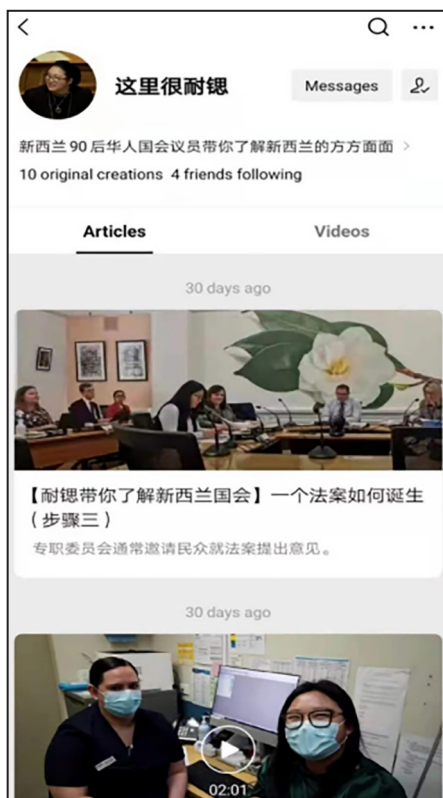 这里很耐锶
Messages
新西兰90后华人国会议员带你了解新西兰的方方面面 >
10 original creations 4 friends following
Articles Videos
30 days ago
【耐锶带你了解新西兰国会】一个法案如何诞生
（步骤三）
专职委员会通常邀请民众就法案提出意见。
30 days ago
02:01